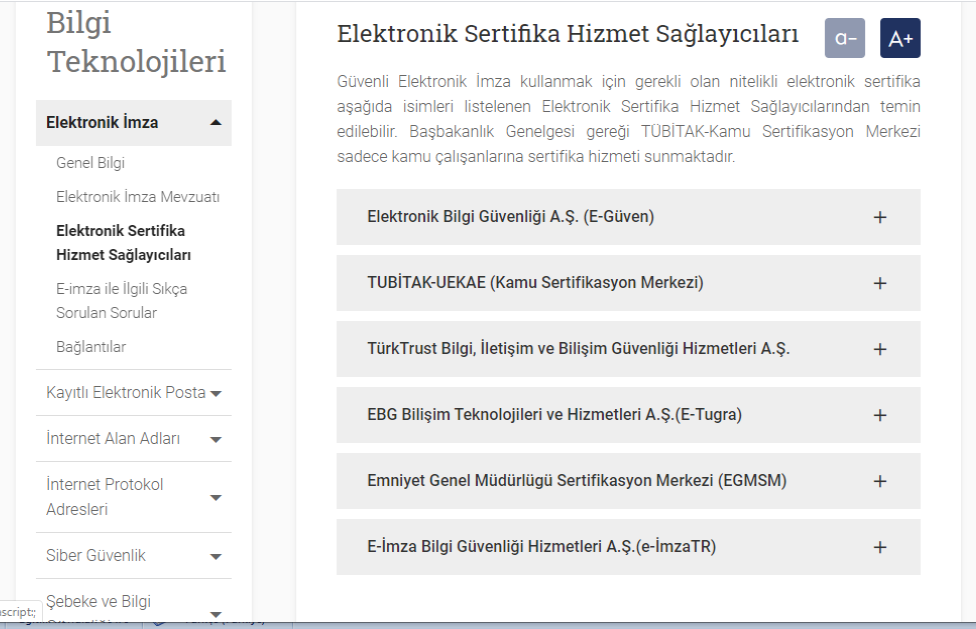 Bilgi
Teknolojileri
Elektronik İmza
Genel Bilgi
Elektronik İmza Mevzuatı
Elektronik Sertifika
Hizmet Sağlayıcıları
E-imza ile İlgili Sıkça
Sorulan Sorular
Bağlantılar
Kayıtlı Elektronik Posta
İnternet Alan Adları
İnternet Protokol
Adresleri
Siber Güvenlik
Şebeke ve Bilgi
Elektronik Sertifika Hizmet Sağlayıcıları
a- A+
Güvenli Elektronik İmza kullanmak için gerekli olan nitelikli elektronik sertifika
aşağıda isimleri listelenen Elektronik Sertifika Hizmet Sağlayıcılarından temin
edilebilir. Başbakanlık Genelgesi gereği TÜBİTAK-Kamu Sertifikasyon Merkezi
sadece kamu çalışanlarına sertifika hizmeti sunmaktadır.
Elektronik Bilgi Güvenliği A.Ş. (E-Güven) +
TUBİTAK-UEKAE (Kamu Sertifikasyon Merkezi) +
TürkTrust Bilgi, İletişim ve Bilişim Güvenliği Hizmetleri A.Ş. +
EBG Bilişim Teknolojileri ve Hizmetleri A.Ş.(E-Tugra) +
Emniyet Genel Müdürlügü Sertifikasyon Merkezi (EGMSM) +
E-İmza Bilgi Güvenliği Hizmetleri A.Ş.(e-İmzaTR) +
script:;